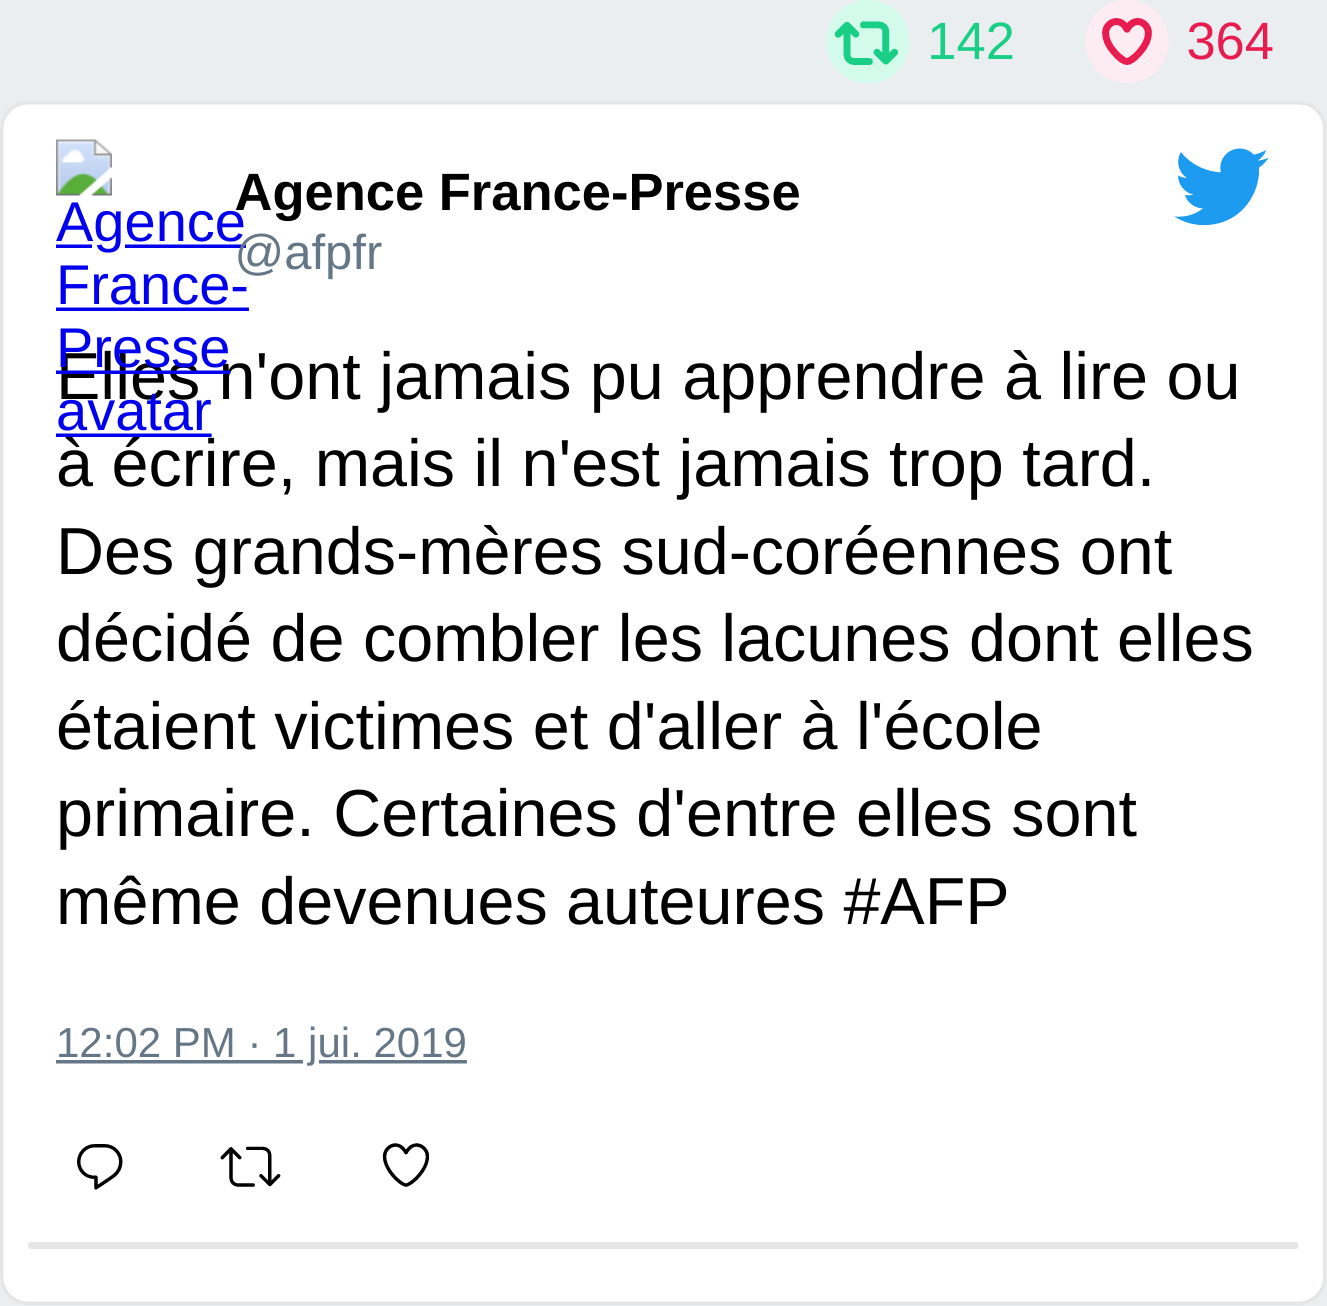 142 364
Agence France-Presse
@afpfr
Agence
France-
Presse
avatar
Elles n'ont jamais pu apprendre à lire ou
à écrire, mais il n'est jamais trop tard.
Des grands-mères sud-coréennes ont
décidé de combler les lacunes dont elles
étaient victimes et d'aller à l'école
primaire. Certaines d'entre elles sont
même devenues auteures #AFP
12:02 PM · 1 jui. 2019